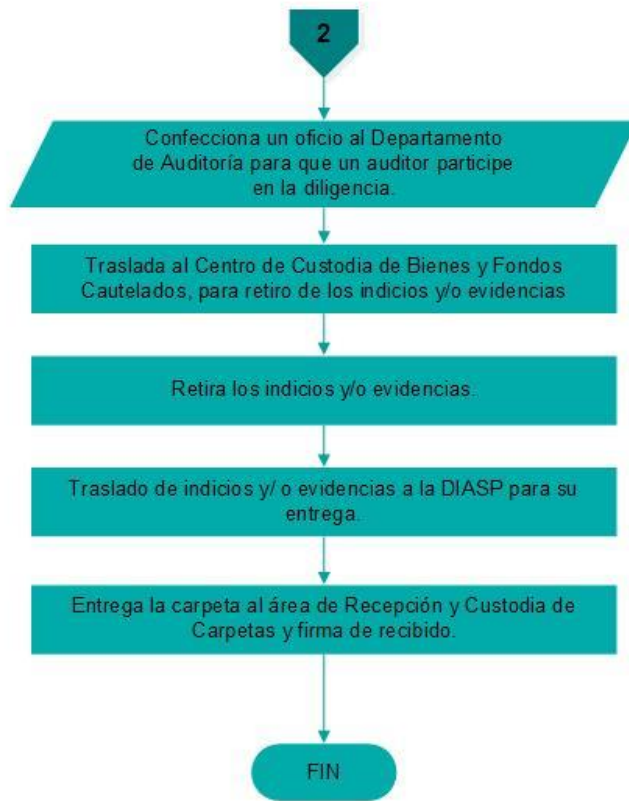 2
Confecciona un oficio al Departamento
de Auditoría para que un auditor participe
en la diligencia.
Traslada al Centro de Custodia de Bienes y Fondos
Cautelados, para retiro de los indicios y/o evidencias
Retira los indicios y/o evidencias.
Traslado de indicios y/ o evidencias a la DIASP para su
entrega.
Entrega la carpeta al área de Recepción y Custodia de
Carpetas y firma de recibido.
FIN